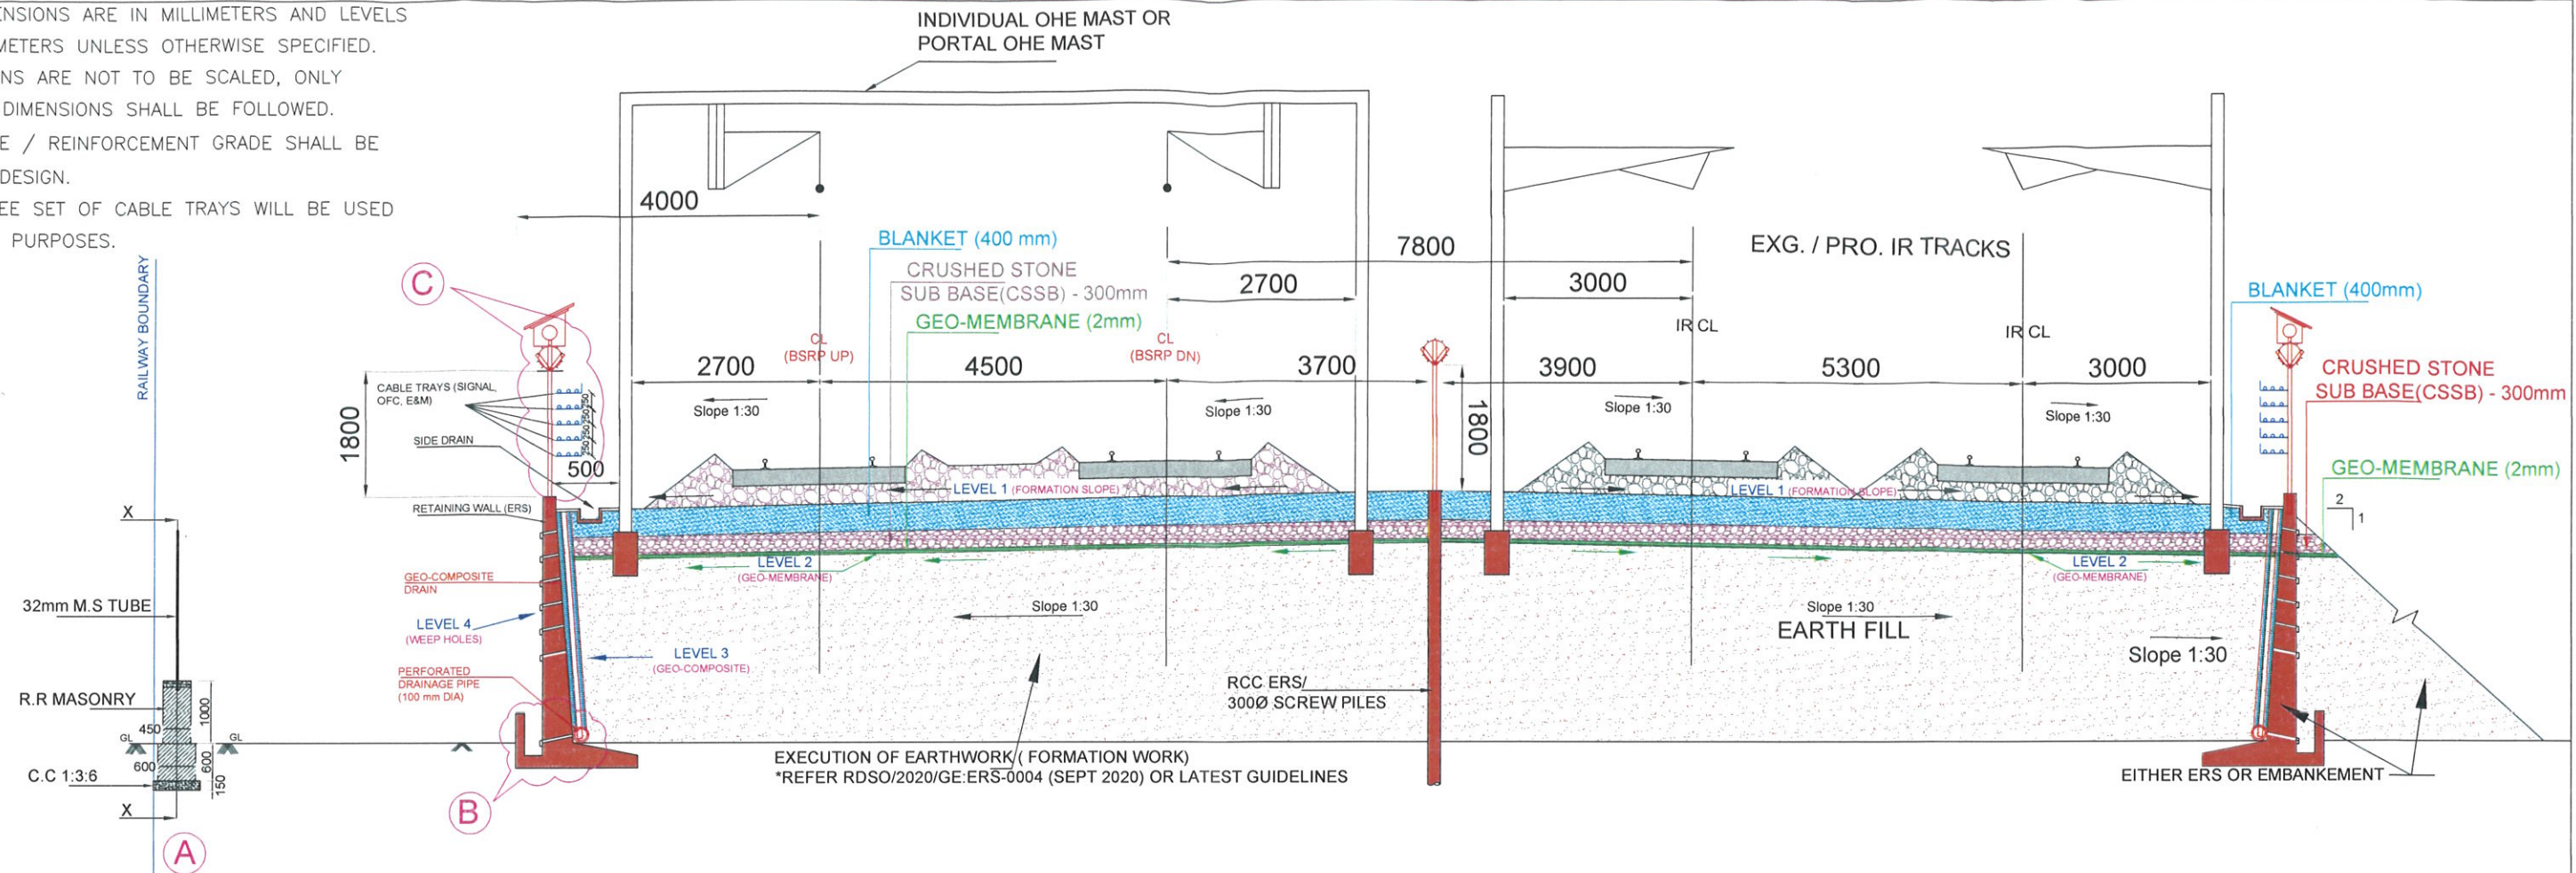 ENSIONS ARE IN MILLIMETERS AND LEVELS
METERS UNLESS OTHERWISE SPECIFIED.
NS ARE NOT TO BE SCALED, ONLY
DIMENSIONS SHALL BE FOLLOWED.
E / REINFORCEMENT GRADE SHALL BE
DESIGN.
EE SET OF CABLE TRAYS WILL BE USED
PURPOSES.
INDIVIDUAL OHE MAST OR
PORTAL OHE MAST
4000
BLANKET (400 mm)
CRUSHED STONE
SUB BASE(CSSB) - 300mm
GEO-MEMBRANE (2mm)
7800
2700
3000
EXG. / PRO. IR TRACKS
BLANKET (400mm)
CRUSHED STONE
SUB BASE(CSSB) - 300mm
GEO-MEMBRANE (2mm)
2
1
RAILWAY BOUNDARY
C
CL
(BSRP UP)
CL
(BSRP DN)
IR CL
IR CL
2700
4500
3700
3900
5300
3000
1800
CABLE TRAYS (SIGNAL,
OFC, E&M)
250
250
250
250
SIDE DRAIN
500
Slope 1:30
Slope 1:30
1800
Slope 1:30
Slope 1:30
LEVEL 1 (FORMATION SLOPE)
LEVEL 1 (FORMATION SLOPE)
RETAINING WALL (ERS)
X
LEVEL 2
(GEO-MEMBRANE)
LEVEL 2
(GEO-MEMBRANE)
GEO-COMPOSITE
DRAIN
32mm M.S TUBE
LEVEL 4
(WEEP HOLES)
Slope 1:30
Slope 1:30
EARTH FILL
Slope 1:30
LEVEL 3
(GEO-COMPOSITE)
PERFORATED
DRAINAGE PIPE
(100 mm DIA)
RCC ERS/
300Ø SCREW PILES
R.R MASONRY
1000
450
GL
GL
600
600
150
C.C 1:3:6
X
A
B
EXECUTION OF EARTHWORK ( FORMATION WORK)
*REFER RDSO/2020/GE:ERS-0004 (SEPT 2020) OR LATEST GUIDELINES
EITHER ERS OR EMBANKEMENT